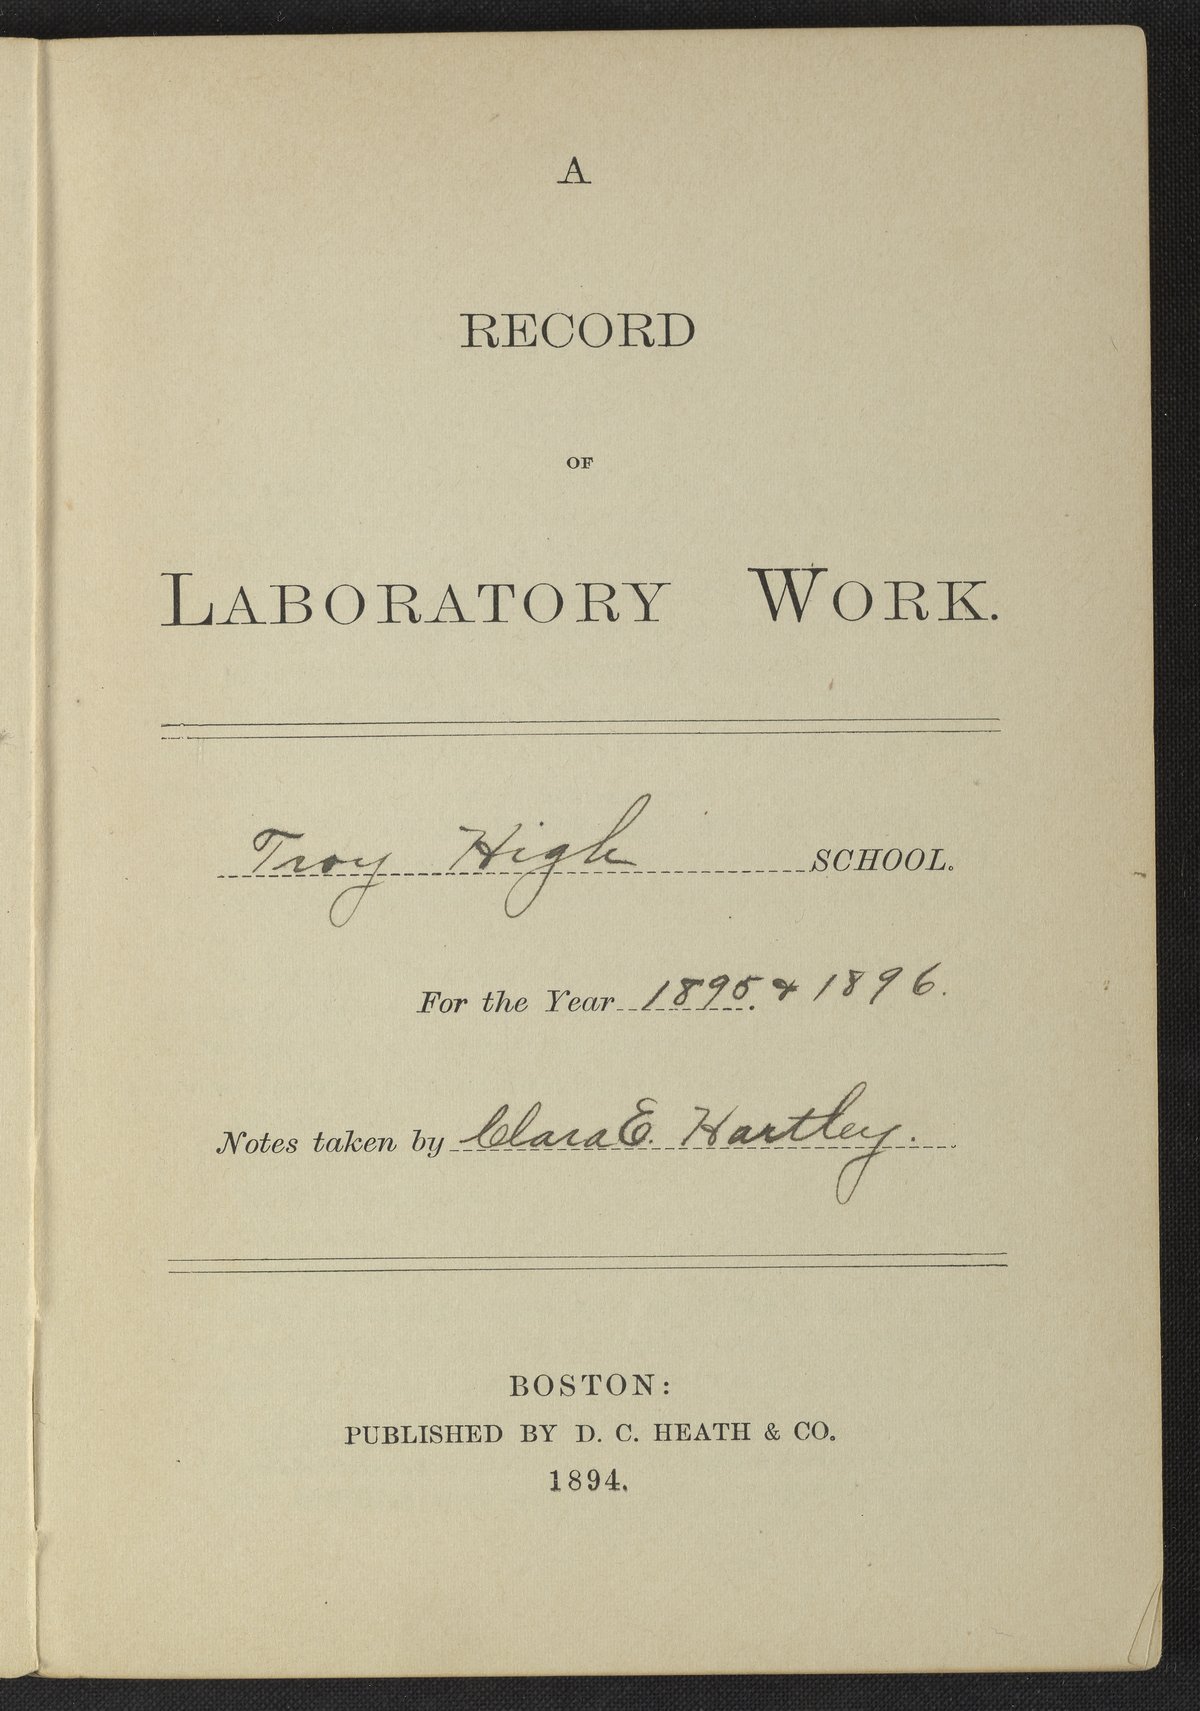 A
RECORD
OF
LABORATORY WORK.
Troy High SCHOOL.
For the Year 1895. & 1896.
Notes taken by Clara E. Hartley.
BOSTON:
PUBLISHED BY D. C. HEATH & CO.
1894.